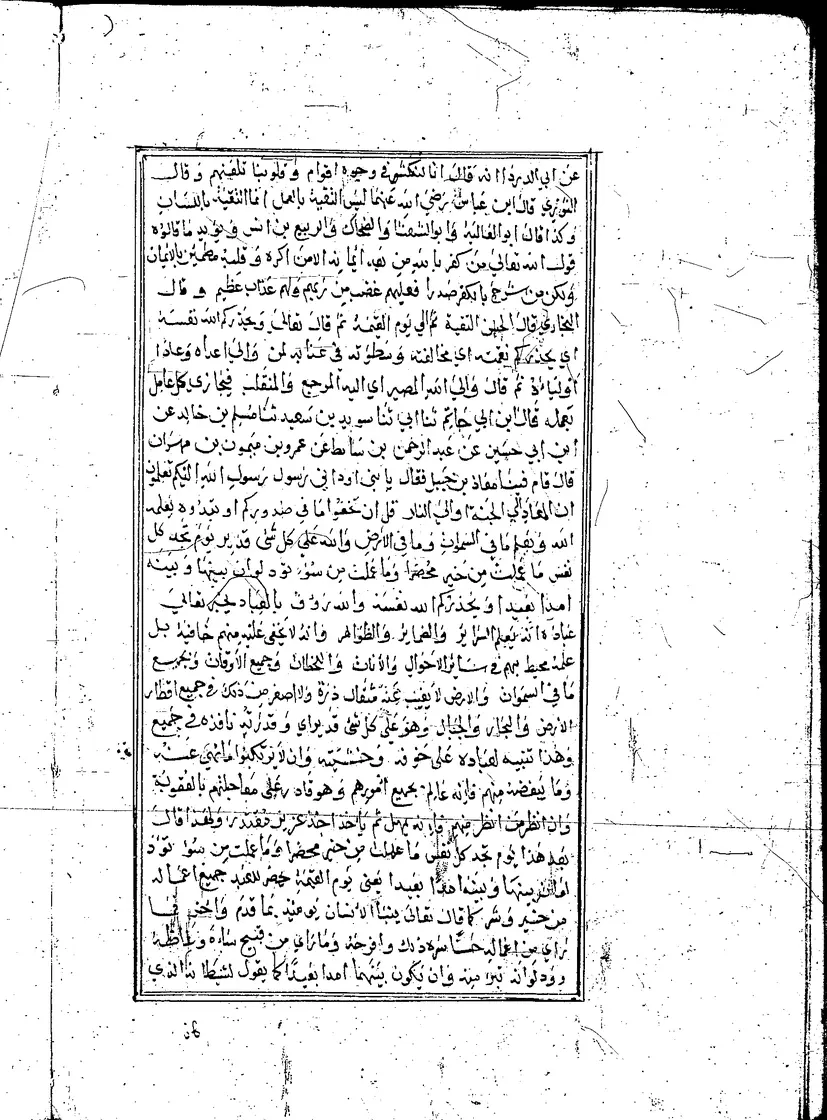 عن ابي الدرداء انه قال انا لنكشر في وجوه اقوام وقلوبنا تلعنهم وقال
الثوري قال ابن عباس رضي الله عنهما ليس التقية بالعمل انما التقية باللسان
وكذا قال ابو العالية وابو الشعثا والضحاك والربيع بن انس ويؤيد ما قالوه
قول الله تعالى من كفر بالله من بعد ايمانه الا من اكره وقلبه مطمئن بالايمان
ولكن من شرح بالكفر صدرا فعليهم غضب من ربهم ولهم عذاب عظيم وقال
البخاري قال الحسن التقية الى يوم القيمة ثم قال تعالى ويحذركم الله نفسه
اي يحذركم نقمته اي مخالفته وسطوته في عذابه لمن والى اعداه وعادا
اوليائه ثم قال والى الله المصير اي اليه المرجع والمنقلب فيجازي كل عامل
بعمله قال ابن ابي حاتم ثنا ابي ثنا سويد بن سعيد ثنا مسلم بن خالد عن
ابن ابي حسين عن عبد الرحمن بن سابط عن عمرو بن ميمون بن مهران
قال قام فينا معاذ بن جبل فقال يا بني اود اني رسول رسول الله اليكم تعلمون
ان المعاد الى الجنة او الى النار قل ان تخفوا ما في صدوركم او تبدوه يعلمه
الله ويعلم ما في السموات وما في الارض والله على كل شئ قدير يوم تجد كل
نفس ما عملت من خير محضرا وما عملت من سوء تود لو ان بينها وبينه
امدا بعيدا ويحذركم الله نفسه والله رؤف بالعباد يخبر تعالى
عباده انه يعلم السراير والضماير والظواهر وانه لا يخفى عليه منهم خافية بل
علمه محيط بهم في ساير الاحوال والآنات واللحظات وجميع الاوقات وبجميع
ما في السموات والارض لا يغيب عنه مثقال ذرة ولا اصغر من ذلك في جميع اقطار
الارض والبحار والجبال وهو على كل شئ قدير اي وقدرته نافذه في جميع
وهذا تنبيه لعباده على خوفه وخشيته وان لا يرتكبوا ما نهى عنه
وما يبغضه منهم فانه عالم بجميع امورهم وهو قادر على معاجلتهم بالعقوبة
وان انظر من انظر منهم فانه يمهل ثم يأخذ اخذ عزيز مقتدر ولهذا قال
بعد هذا يوم تجد كل نفس ما عملت من خير محضرا وما عملت من سوء تود
لو ان بينها وبينه امدا بعيدا يعني يوم القيمة يحضر للعبد جميع اعماله
من خير وشر كما قال تعالى ينبأ الانسان يومئذ بما قدم واخر فما
رأى من اعماله حسنا سره ذلك وافرحه وما رأى من قبيح ساءه وغاظه
وود لو انه تبرا منه وان يكون بينهما امدا بعيدا كما يقول لشيطانه الذي